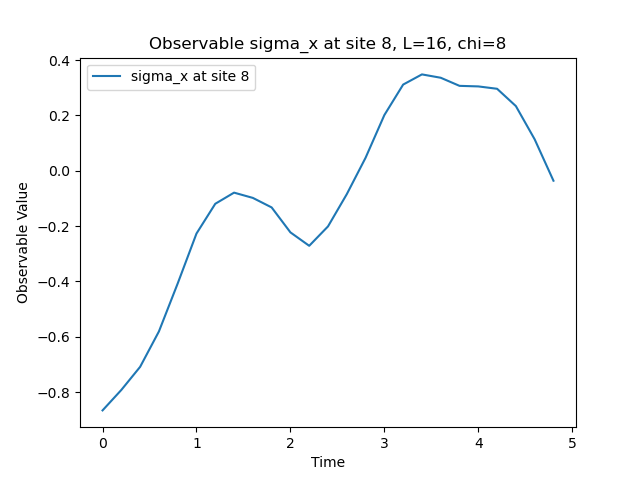 Observable sigma_x at site 8, L=16, chi=8
sigma_x at site 8
Observable Value
0.4
0.2
0.0
−0.2
−0.4
−0.6
−0.8
0 1 2 3 4 5
Time